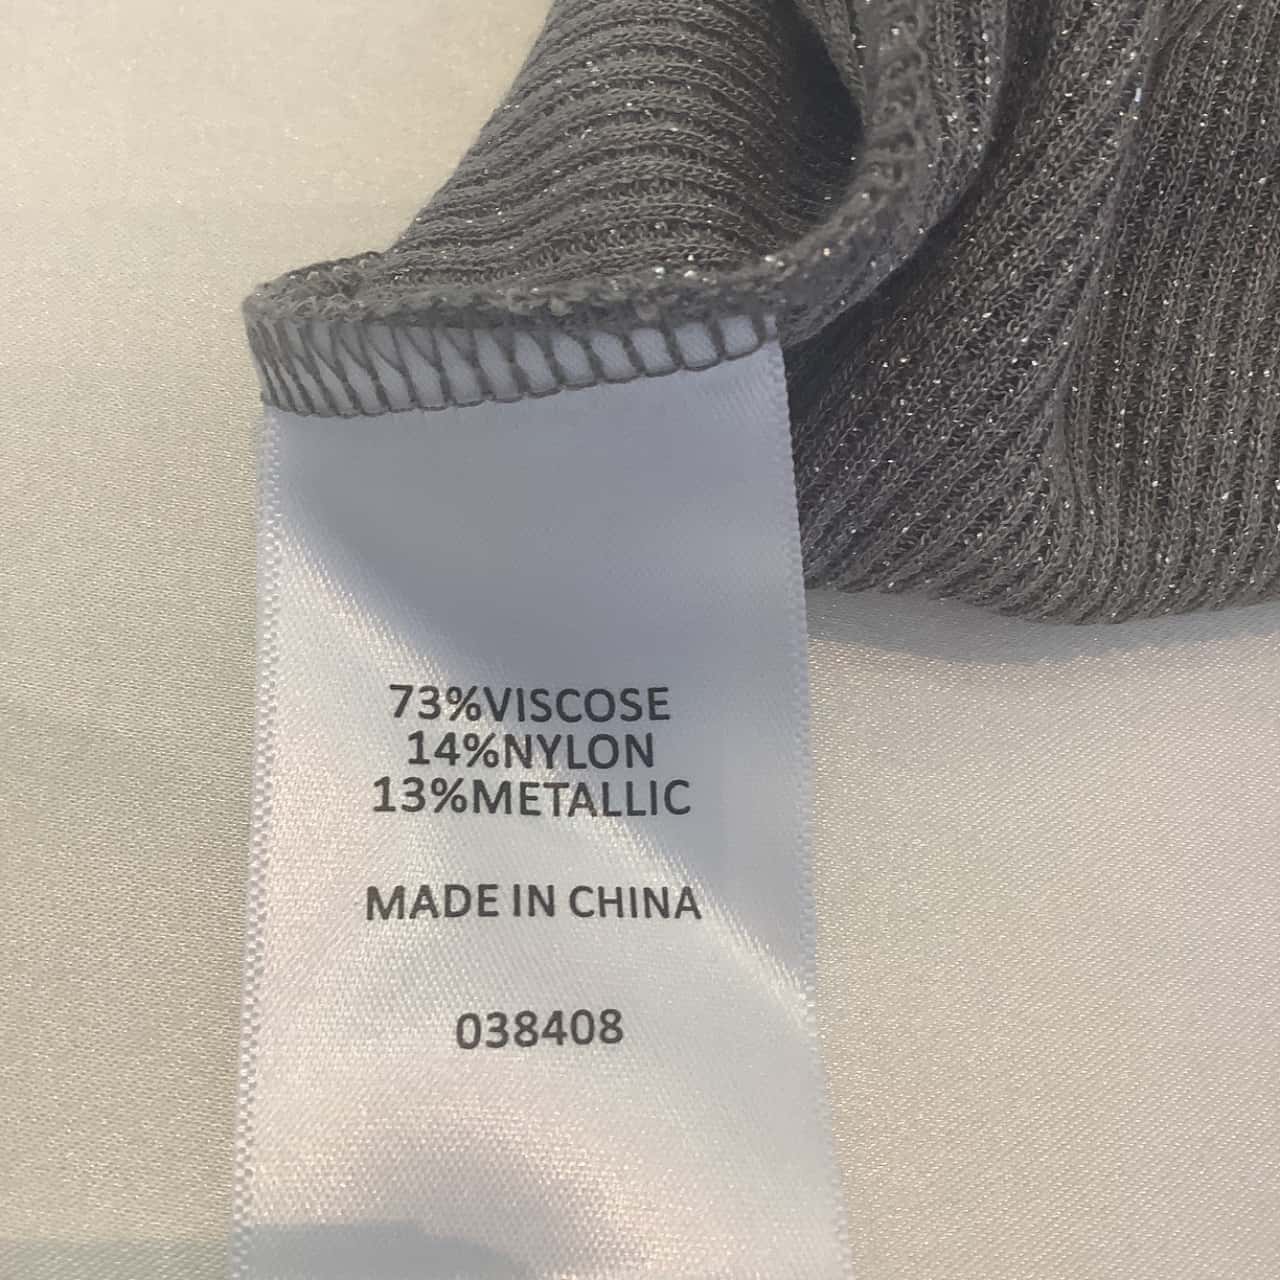 73%VISCOSE
14%NYLON
13%METALLIC
MADE IN CHINA
038408